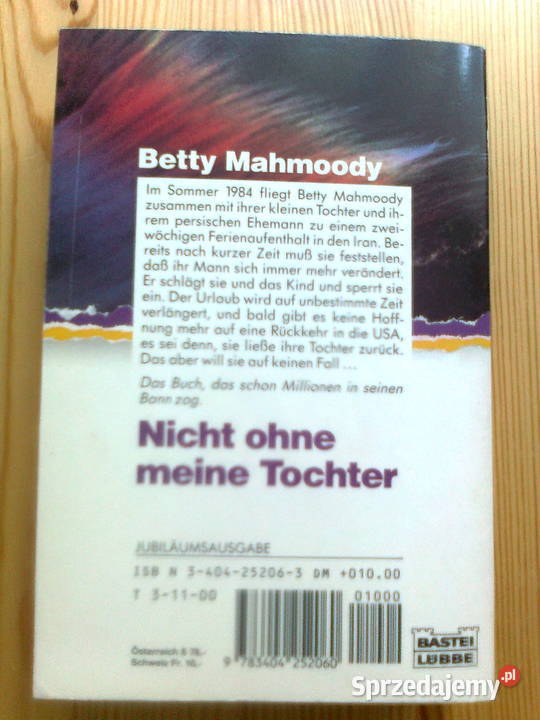 Betty Mahmoody
Im Sommer 1984 fliegt Betty Mahmoody
zusammen mit ihrer kleinen Tochter und ih-
rem persischen Ehemann zu einem zwei-
wöchigen Ferienaufenthalt in den Iran. Be-
reits nach kurzer Zeit muß sie feststellen,
daß ihr Mann sich immer mehr verändert.
Er schlägt sie und das Kind und sperrt sie
ein. Der Urlaub wird auf unbestimmte Zeit
verlängert, und bald gibt es keine Hoff-
nung mehr auf eine Rückkehr in die USA,
es sei denn, sie ließe ihre Tochter zurück.
Das aber will sie auf keinen Fall ...
Das Buch, das schon Millionen in seinen
Bann zog.
Nicht ohne
meine Tochter
JUBILÄUMSAUSGABE
ISBN 3-404-25206-3 DM +010.00
T 3-11-00 01000
Österreich S 78,-
Schweiz Fr. 10,-
9 783404 252060
BASTEI
LÜBBE
Sprzedajemy.pl